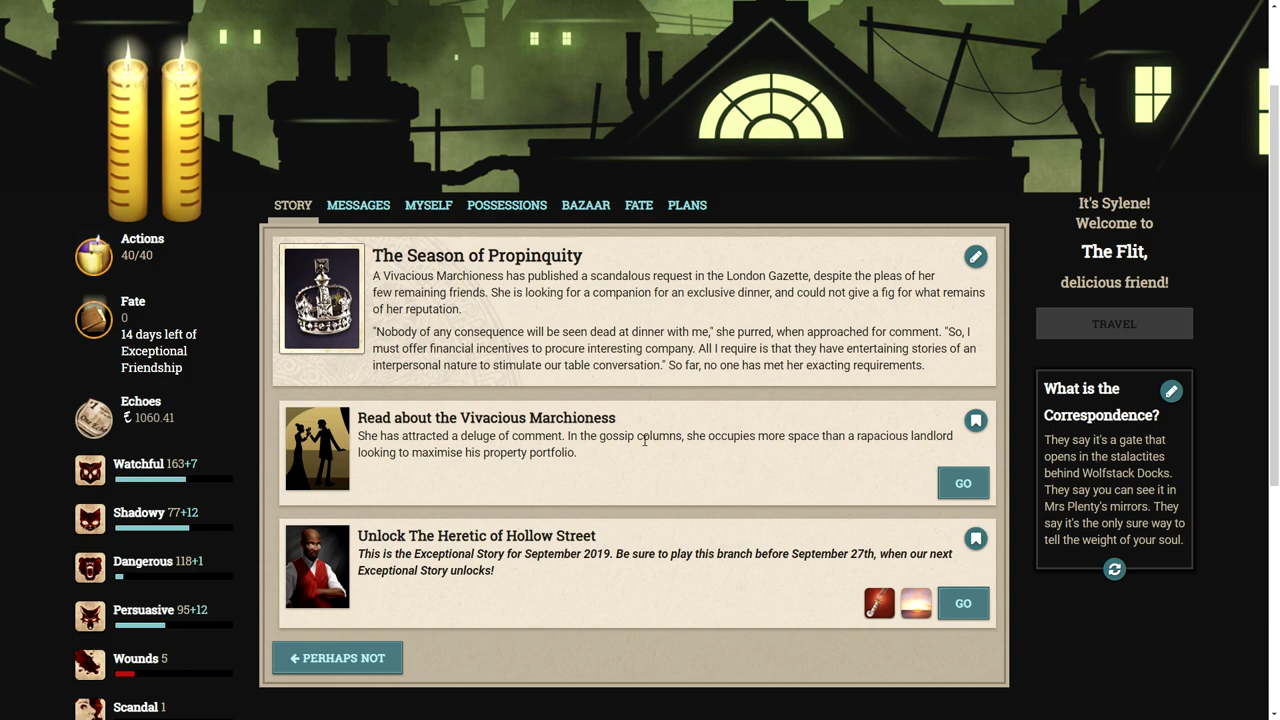 STORY MESSAGES MYSELF POSSESSIONS BAZAAR FATE PLANS
Actions
40/40
Fate
0
14 days left of
Exceptional
Friendship
Echoes
1060.41
Watchful 163+7
Shadowy 77+12
Dangerous 118+1
Persuasive 95+12
Wounds 5
Scandal 1
The Season of Propinquity
A Vivacious Marchioness has published a scandalous request in the London Gazette, despite the pleas of her
few remaining friends. She is looking for a companion for an exclusive dinner, and could not give a fig for what remains
of her reputation.
"Nobody of any consequence will be seen dead at dinner with me," she purred, when approached for comment. "So, I
must offer financial incentives to procure interesting company. All I require is that they have entertaining stories of an
interpersonal nature to stimulate our table conversation." So far, no one has met her exacting requirements.
Read about the Vivacious Marchioness
She has attracted a deluge of comment. In the gossip columns, she occupies more space than a rapacious landlord
looking to maximise his property portfolio.
GO
Unlock The Heretic of Hollow Street
This is the Exceptional Story for September 2019. Be sure to play this branch before September 27th, when our next
Exceptional Story unlocks!
GO
PERHAPS NOT
It's Sylene!
Welcome to
The Flit,
delicious friend!
TRAVEL
What is the
Correspondence?
They say it's a gate that
opens in the stalactites
behind Wolfstack Docks.
They say you can see it in
Mrs Plenty's mirrors. They
say it's the only sure way to
tell the weight of your soul.